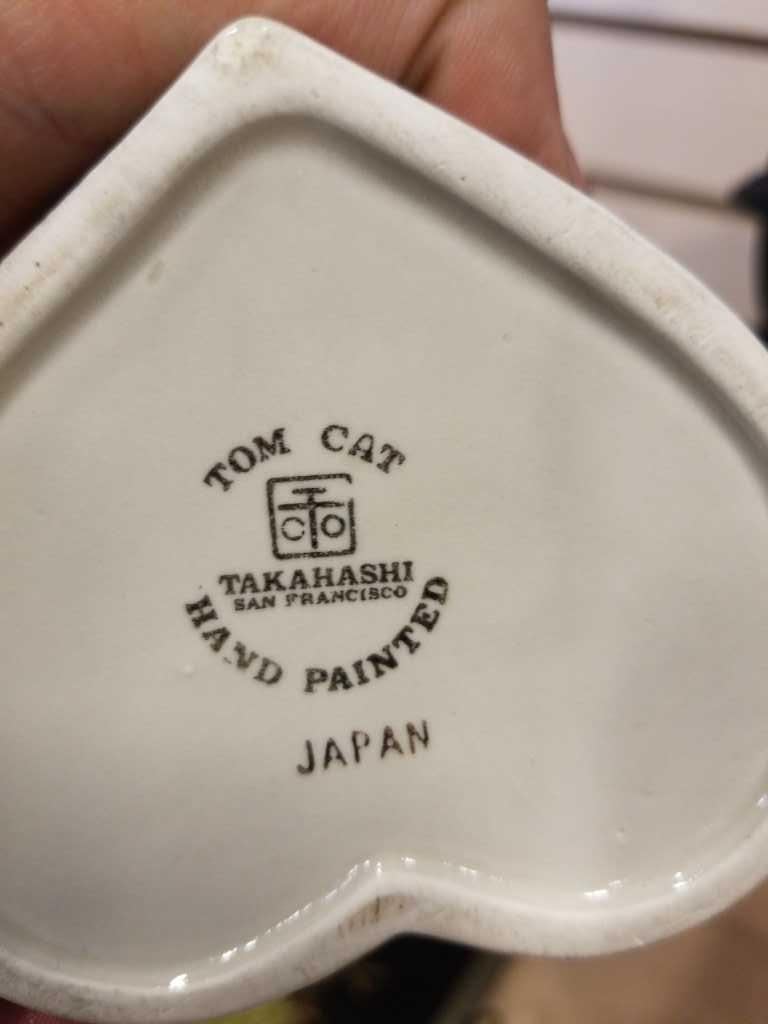 TOM CAT
TAKAHASHI
SAN FRANCISCO
HAND PAINTED
JAPAN